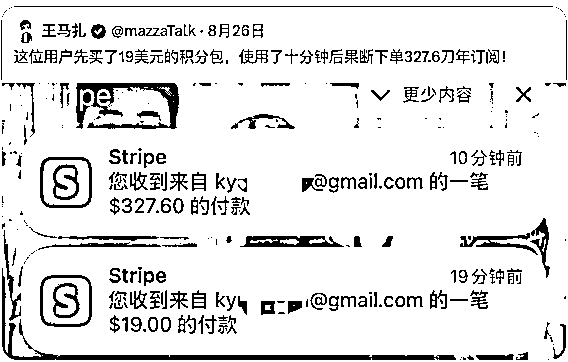 王马扎 @mazzaTalk · 8月26日
这位用户先买了19美元的积分包，使用了十分钟后果断下单327.6刀年订阅！
更少内容
Stripe 10分钟前
您收到来自 ky @gmail.com 的一笔
$327.60 的付款
Stripe 19分钟前
您收到来自 ky @gmail.com 的一笔
$19.00 的付款